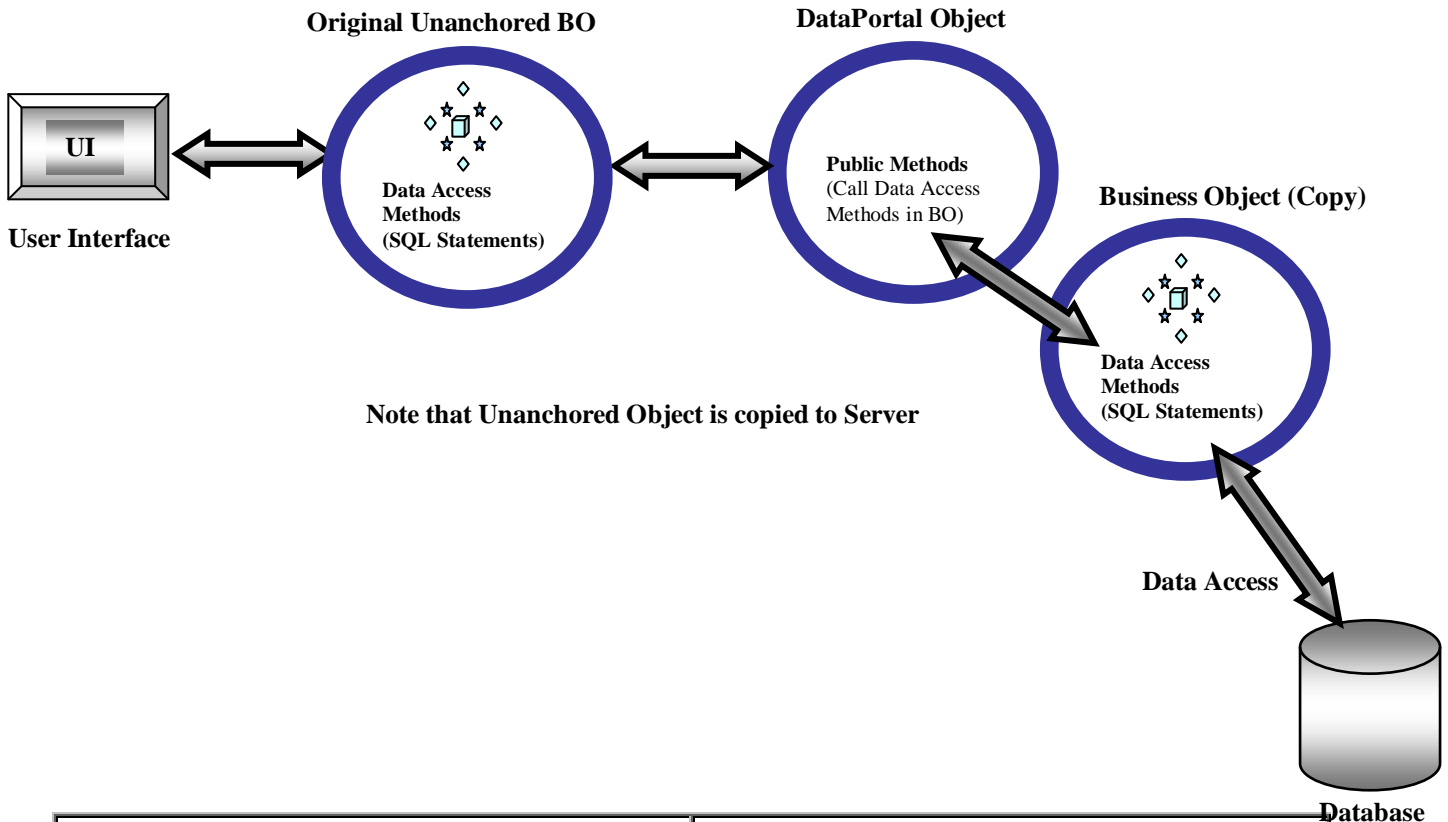 Original Unanchored BO
DataPortal Object
UI
User Interface
Data Access
Methods
(SQL Statements)
Public Methods
(Call Data Access
Methods in BO)
Business Object (Copy)
Data Access
Methods
(SQL Statements)
Note that Unanchored Object is copied to Server
Data Access
Database